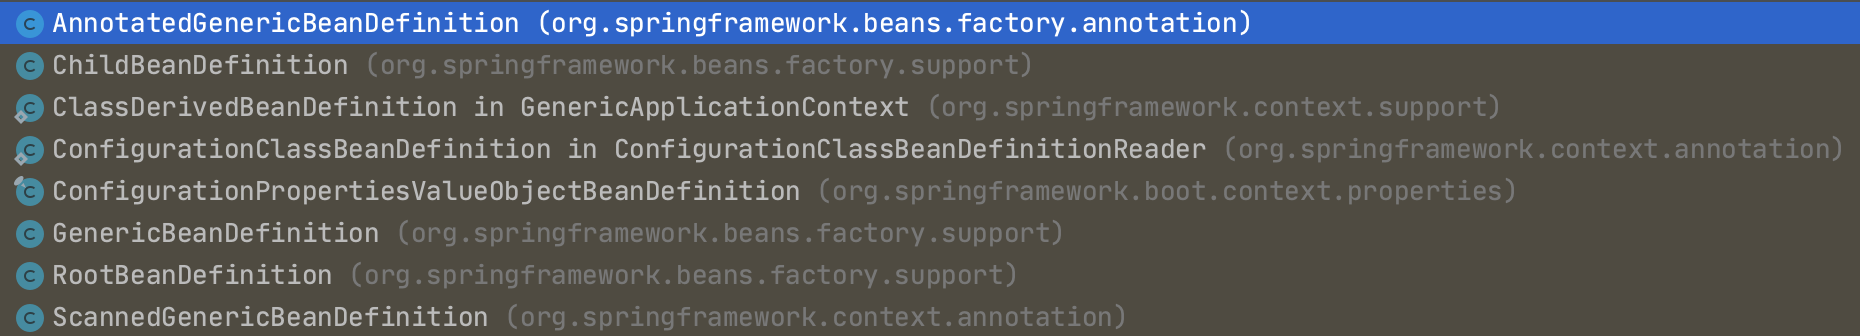 AnnotatedGenericBeanDefinition (org.springframework.beans.factory.annotation)
ChildBeanDefinition (org.springframework.beans.factory.support)
ClassDerivedBeanDefinition in GenericApplicationContext (org.springframework.context.support)
ConfigurationClassBeanDefinition in ConfigurationClassBeanDefinitionReader (org.springframework.context.annotation)
ConfigurationPropertiesValueObjectBeanDefinition (org.springframework.boot.context.properties)
GenericBeanDefinition (org.springframework.beans.factory.support)
RootBeanDefinition (org.springframework.beans.factory.support)
ScannedGenericBeanDefinition (org.springframework.context.annotation)